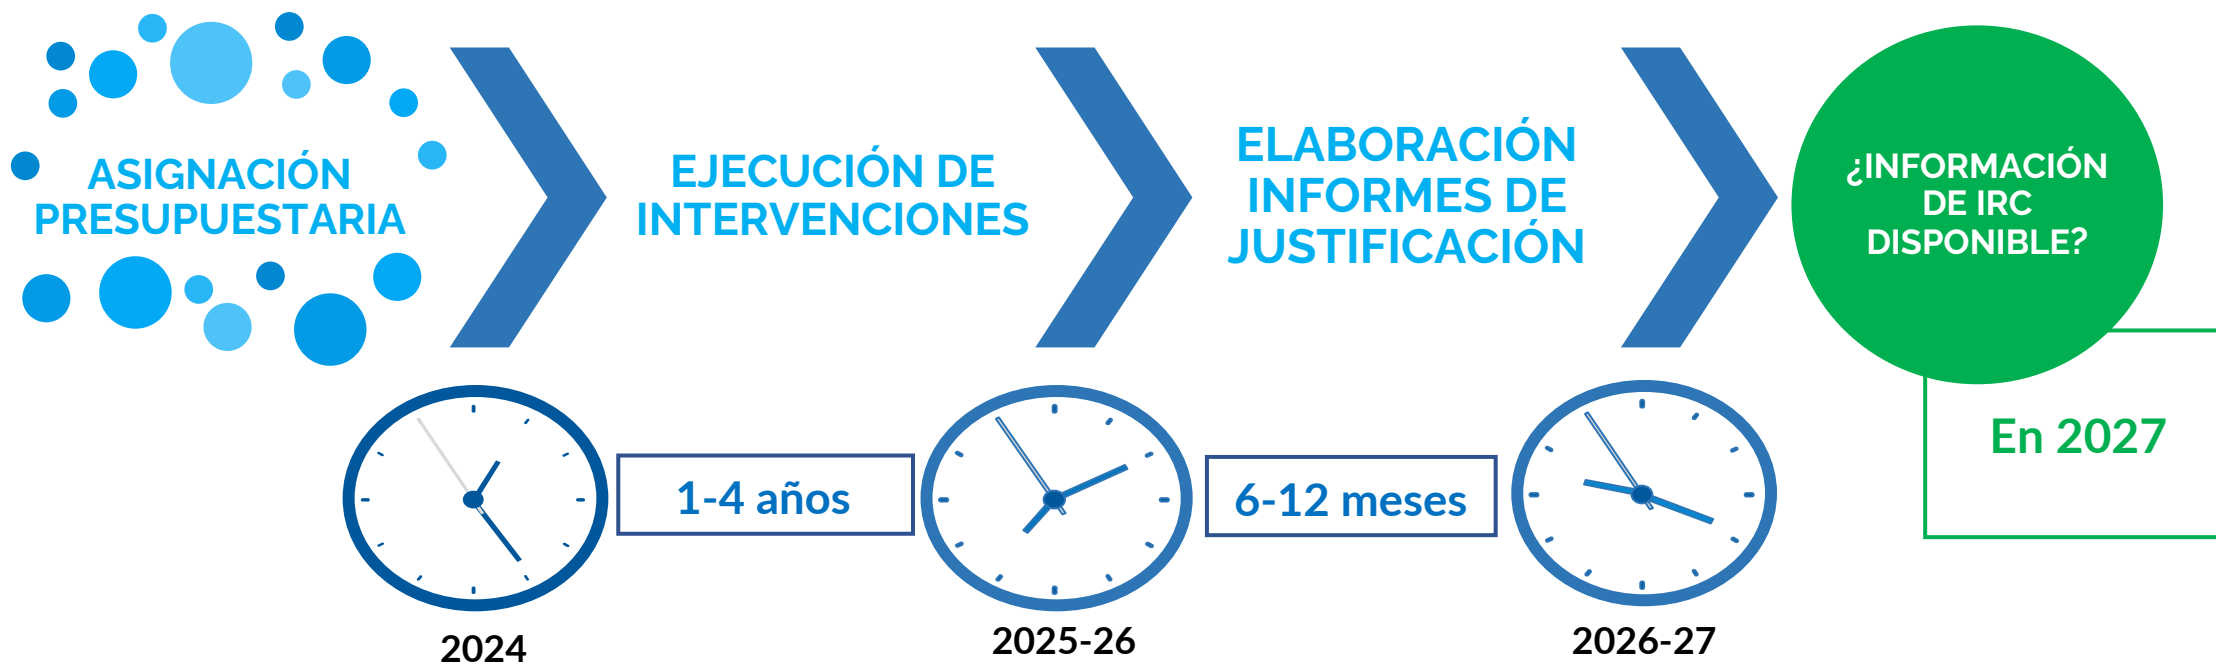 ASIGNACIÓN
PRESUPUESTARIA
EJECUCIÓN DE
INTERVENCIONES
ELABORACIÓN
INFORMES DE
JUSTIFICACIÓN
¿INFORMACIÓN
DE IRC
DISPONIBLE?
En 2027
1-4 años
6-12 meses
2024
2025-26
2026-27